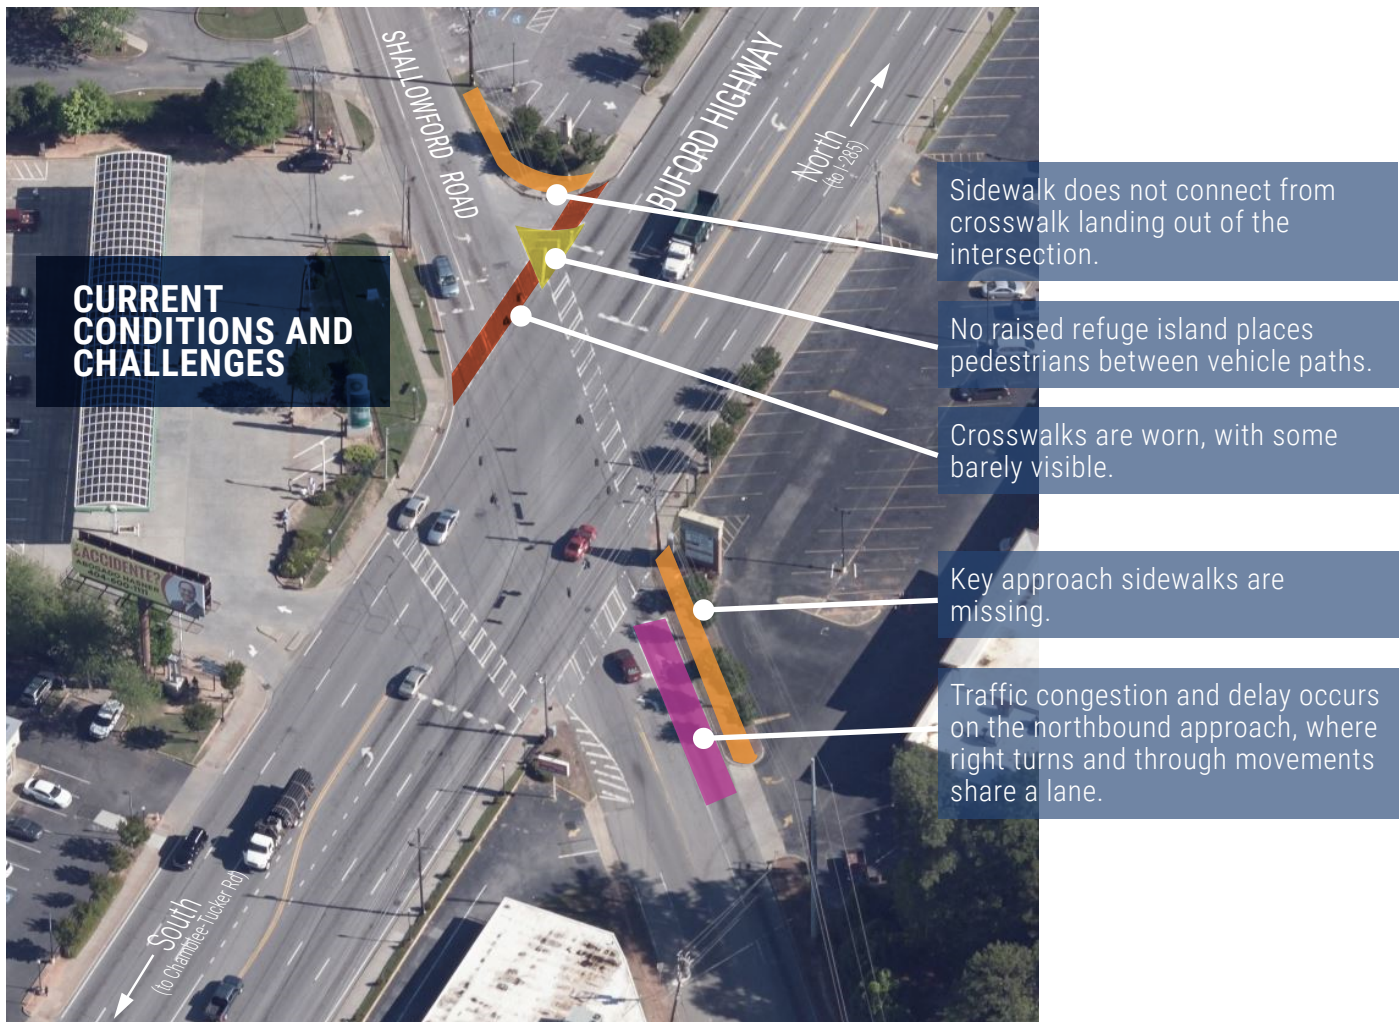 SHALLOWFORD ROAD
BUFORD HIGHWAY
North
(to I-285)
CURRENT
CONDITIONS AND
CHALLENGES
Sidewalk does not connect from
crosswalk landing out of the
intersection.
No raised refuge island places
pedestrians between vehicle paths.
Crosswalks are worn, with some
barely visible.
¿ACCIDENTE?
ABOGADO HASNER
Key approach sidewalks are
missing.
Traffic congestion and delay occurs
on the northbound approach, where
right turns and through movements
share a lane.
South
(to Chamblee-Tucker Rd)